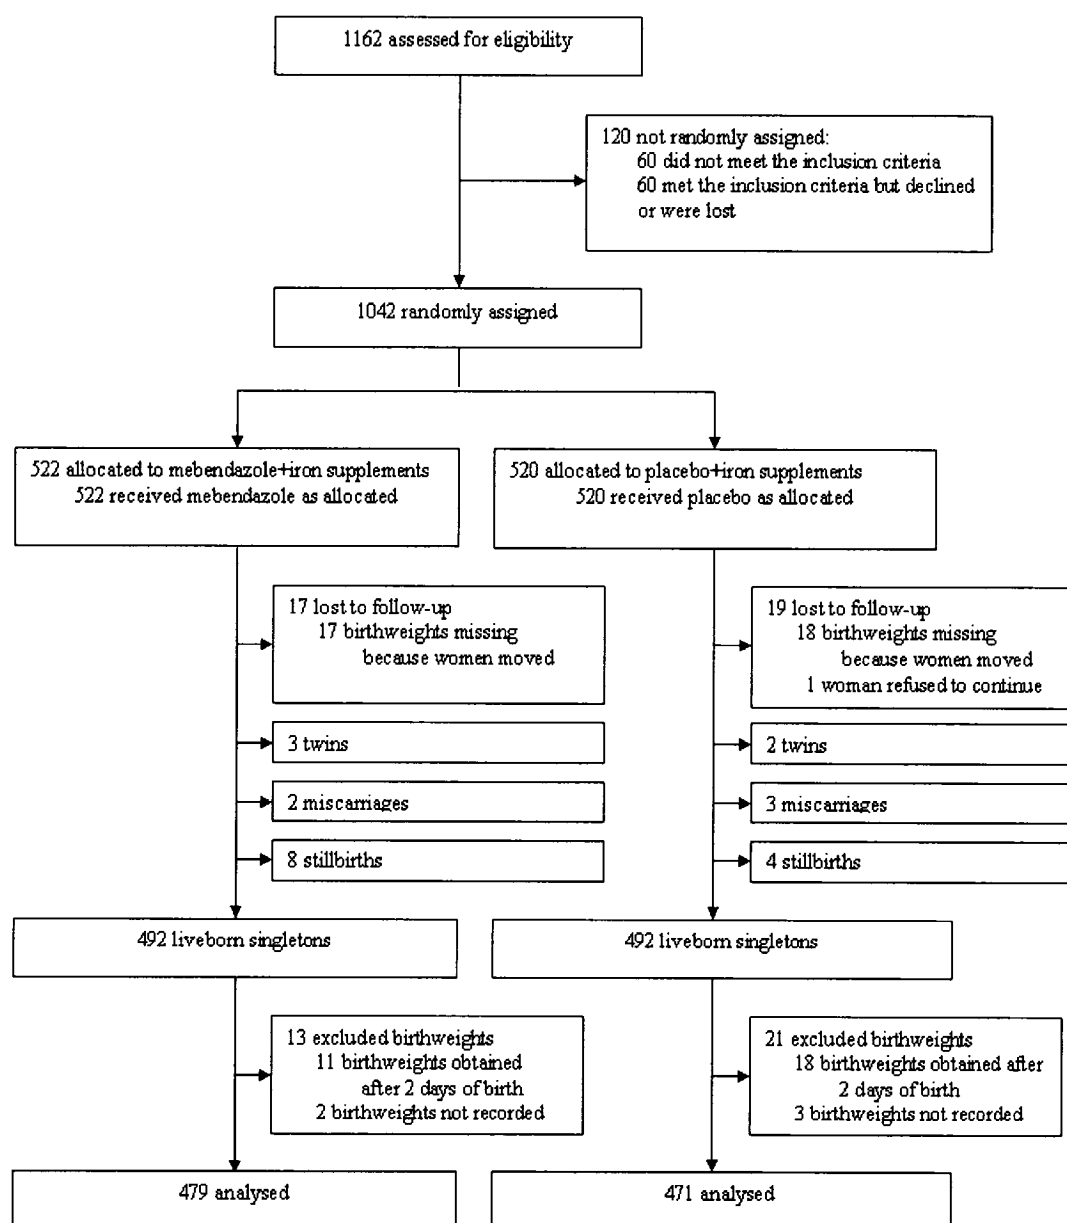 1162 assessed for eligibility
120 not randomly assigned:
60 did not meet the inclusion criteria
60 met the inclusion criteria but declined
or were lost
1042 randomly assigned
522 allocated to mebendazole+iron supplements
522 received mebendazole as allocated
520 allocated to placebo+iron supplements
520 received placebo as allocated
17 lost to follow-up
17 birthweights missing
because women moved
19 lost to follow-up
18 birthweights missing
because women moved
1 woman refused to continue
3 twins
2 twins
2 miscarriages
3 miscarriages
8 stillbirths
4 stillbirths
492 liveborn singletons
492 liveborn singletons
13 excluded birthweights
11 birthweights obtained
after 2 days of birth
2 birthweights not recorded
21 excluded birthweights
18 birthweights obtained after
2 days of birth
3 birthweights not recorded
479 analysed
471 analysed